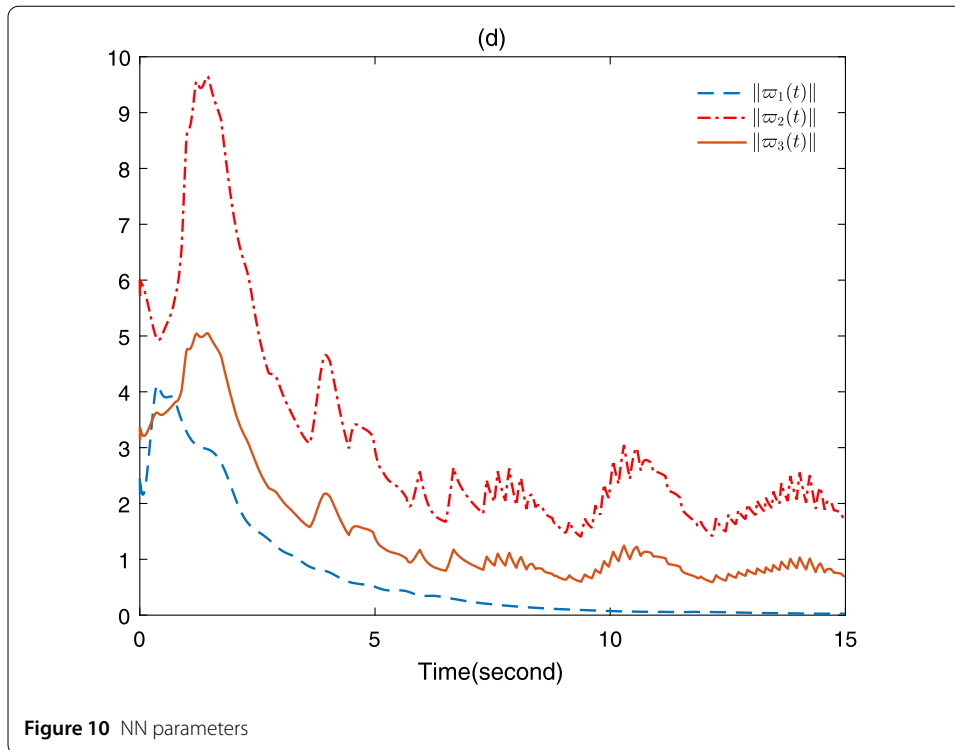 (d)
10
9
8
7
6
5
4
3
2
1
0
‖ϖ₁(t)‖
‖ϖ₂(t)‖
‖ϖ₃(t)‖
0 5 10 15
Time(second)
Figure 10 NN parameters